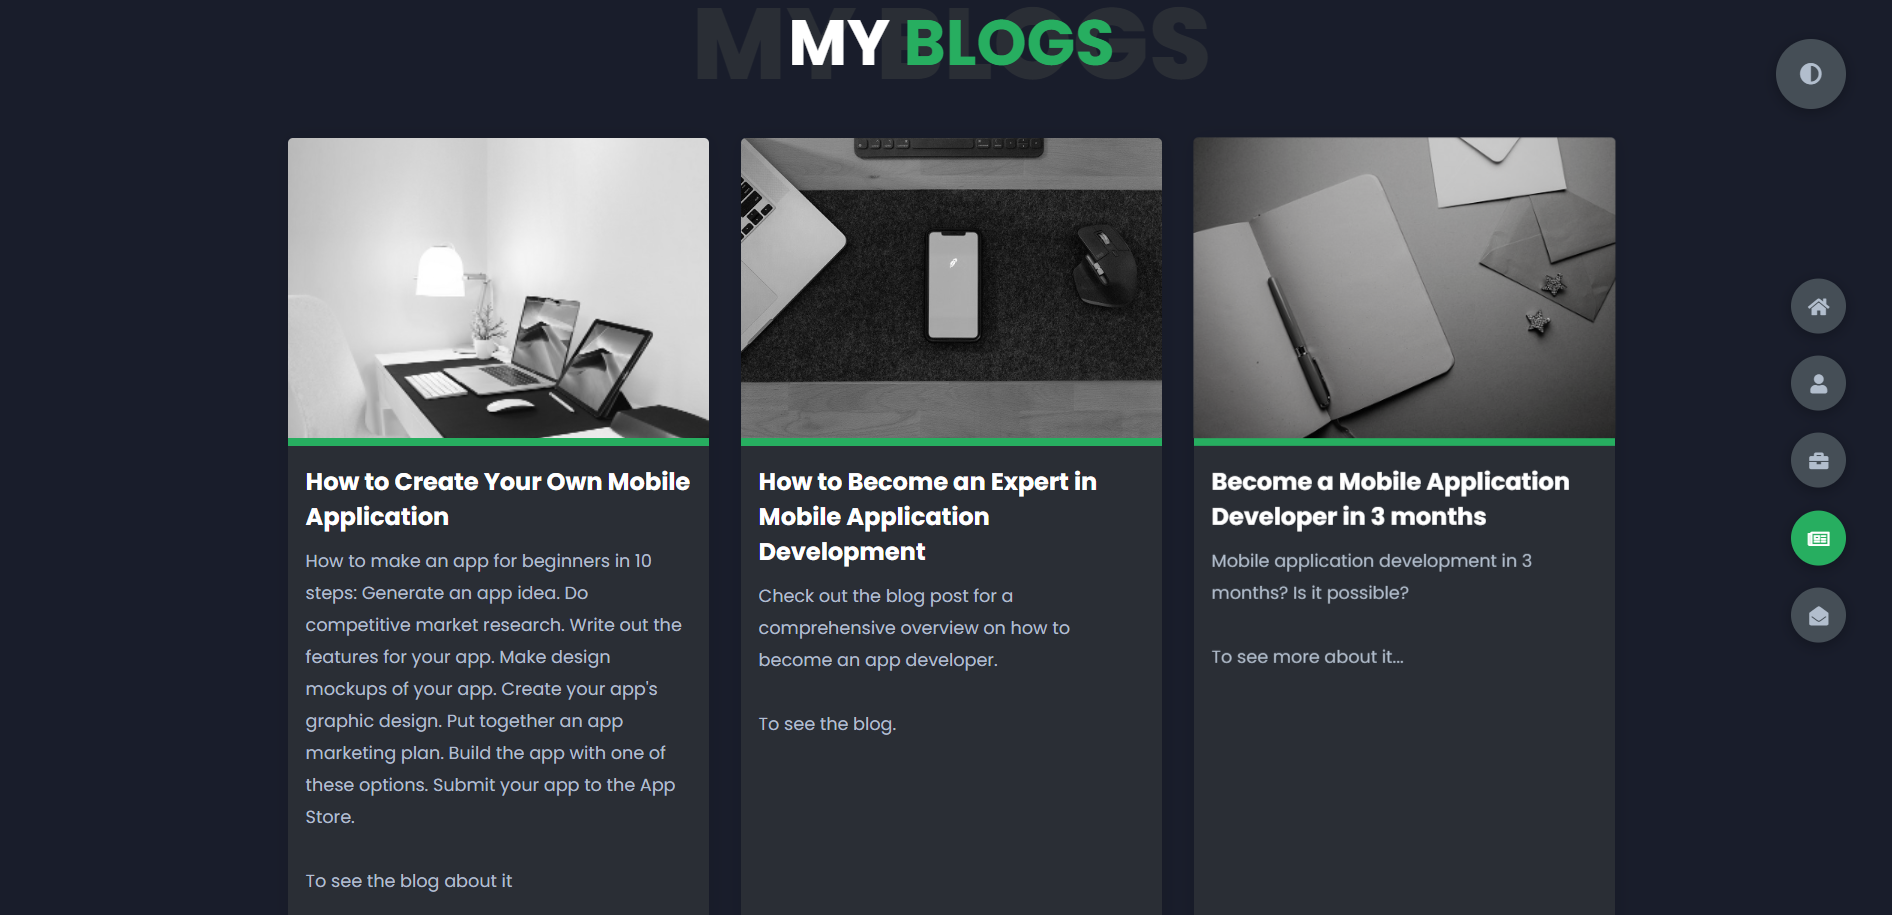 MY BLOGS
MY BLOGS
How to Create Your Own Mobile
Application
How to make an app for beginners in 10
steps: Generate an app idea. Do
competitive market research. Write out the
features for your app. Make design
mockups of your app. Create your app's
graphic design. Put together an app
marketing plan. Build the app with one of
these options. Submit your app to the App
Store.
To see the blog about it
How to Become an Expert in
Mobile Application
Development
Check out the blog post for a
comprehensive overview on how to
become an app developer.
To see the blog.
Become a Mobile Application
Developer in 3 months
Mobile application development in 3
months? Is it possible?
To see more about it...